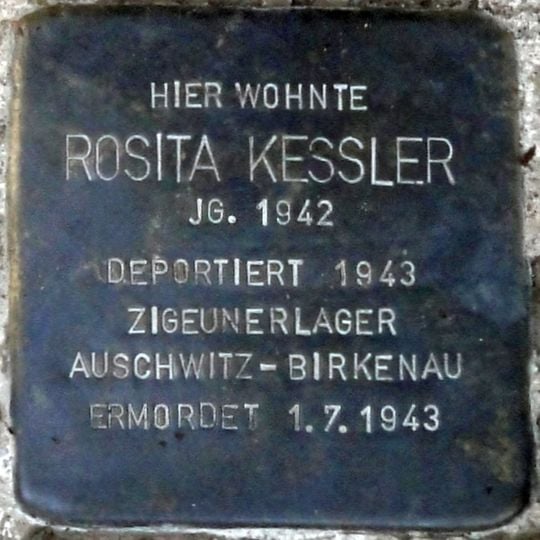 HIER WOHNTE
ROSITA KESSLER
JG. 1942
DEPORTIERT 1943
ZIGEUNERLAGER
AUSCHWITZ-BIRKENAU
ERMORDET 1.7.1943